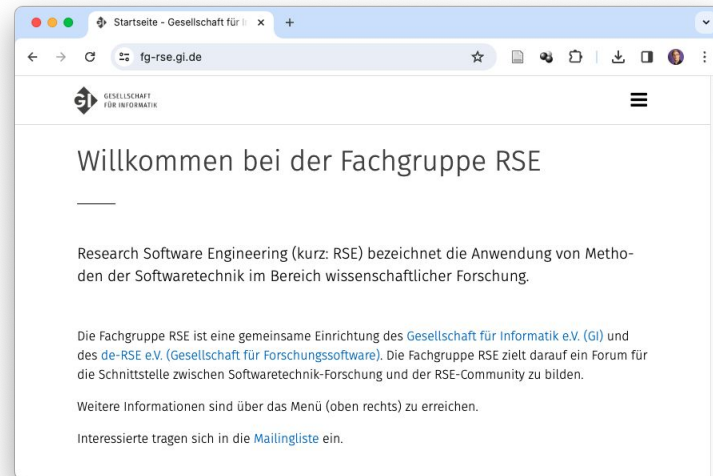 Startseite - Gesellschaft für I
fg-rse.gi.de
GI GESELLSCHAFT
FÜR INFORMATIK
Willkommen bei der Fachgruppe RSE
Research Software Engineering (kurz: RSE) bezeichnet die Anwendung von Metho-
den der Softwaretechnik im Bereich wissenschaftlicher Forschung.
Die Fachgruppe RSE ist eine gemeinsame Einrichtung des Gesellschaft für Informatik e.V. (GI) und
des de-RSE e.V. (Gesellschaft für Forschungssoftware). Die Fachgruppe RSE zielt darauf ein Forum für
die Schnittstelle zwischen Softwaretechnik-Forschung und der RSE-Community zu bilden.
Weitere Informationen sind über das Menü (oben rechts) zu erreichen.
Interessierte tragen sich in die Mailingliste ein.